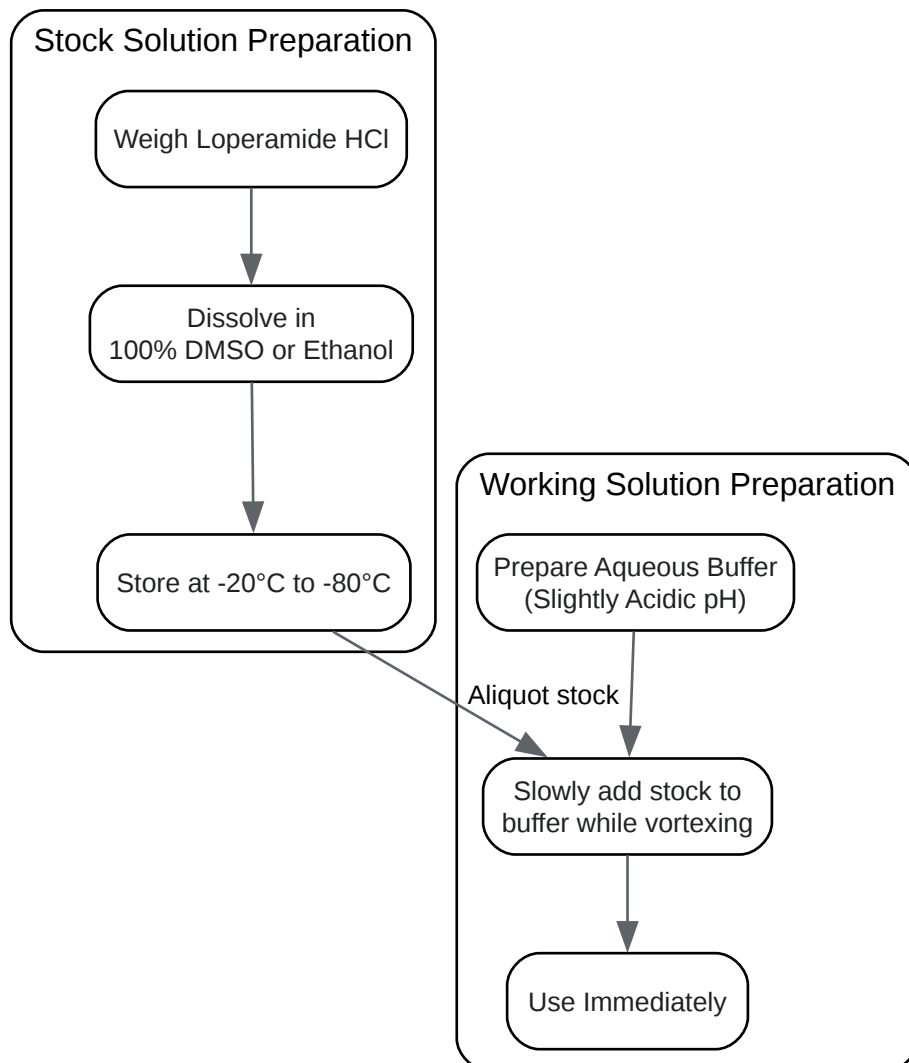 Stock Solution Preparation
Weigh Loperamide HCl
Dissolve in
100% DMSO or Ethanol
Store at -20°C to -80°C
Working Solution Preparation
Prepare Aqueous Buffer
(Slightly Acidic pH)
Aliquot stock
Slowly add stock to
buffer while vortexing
Use Immediately